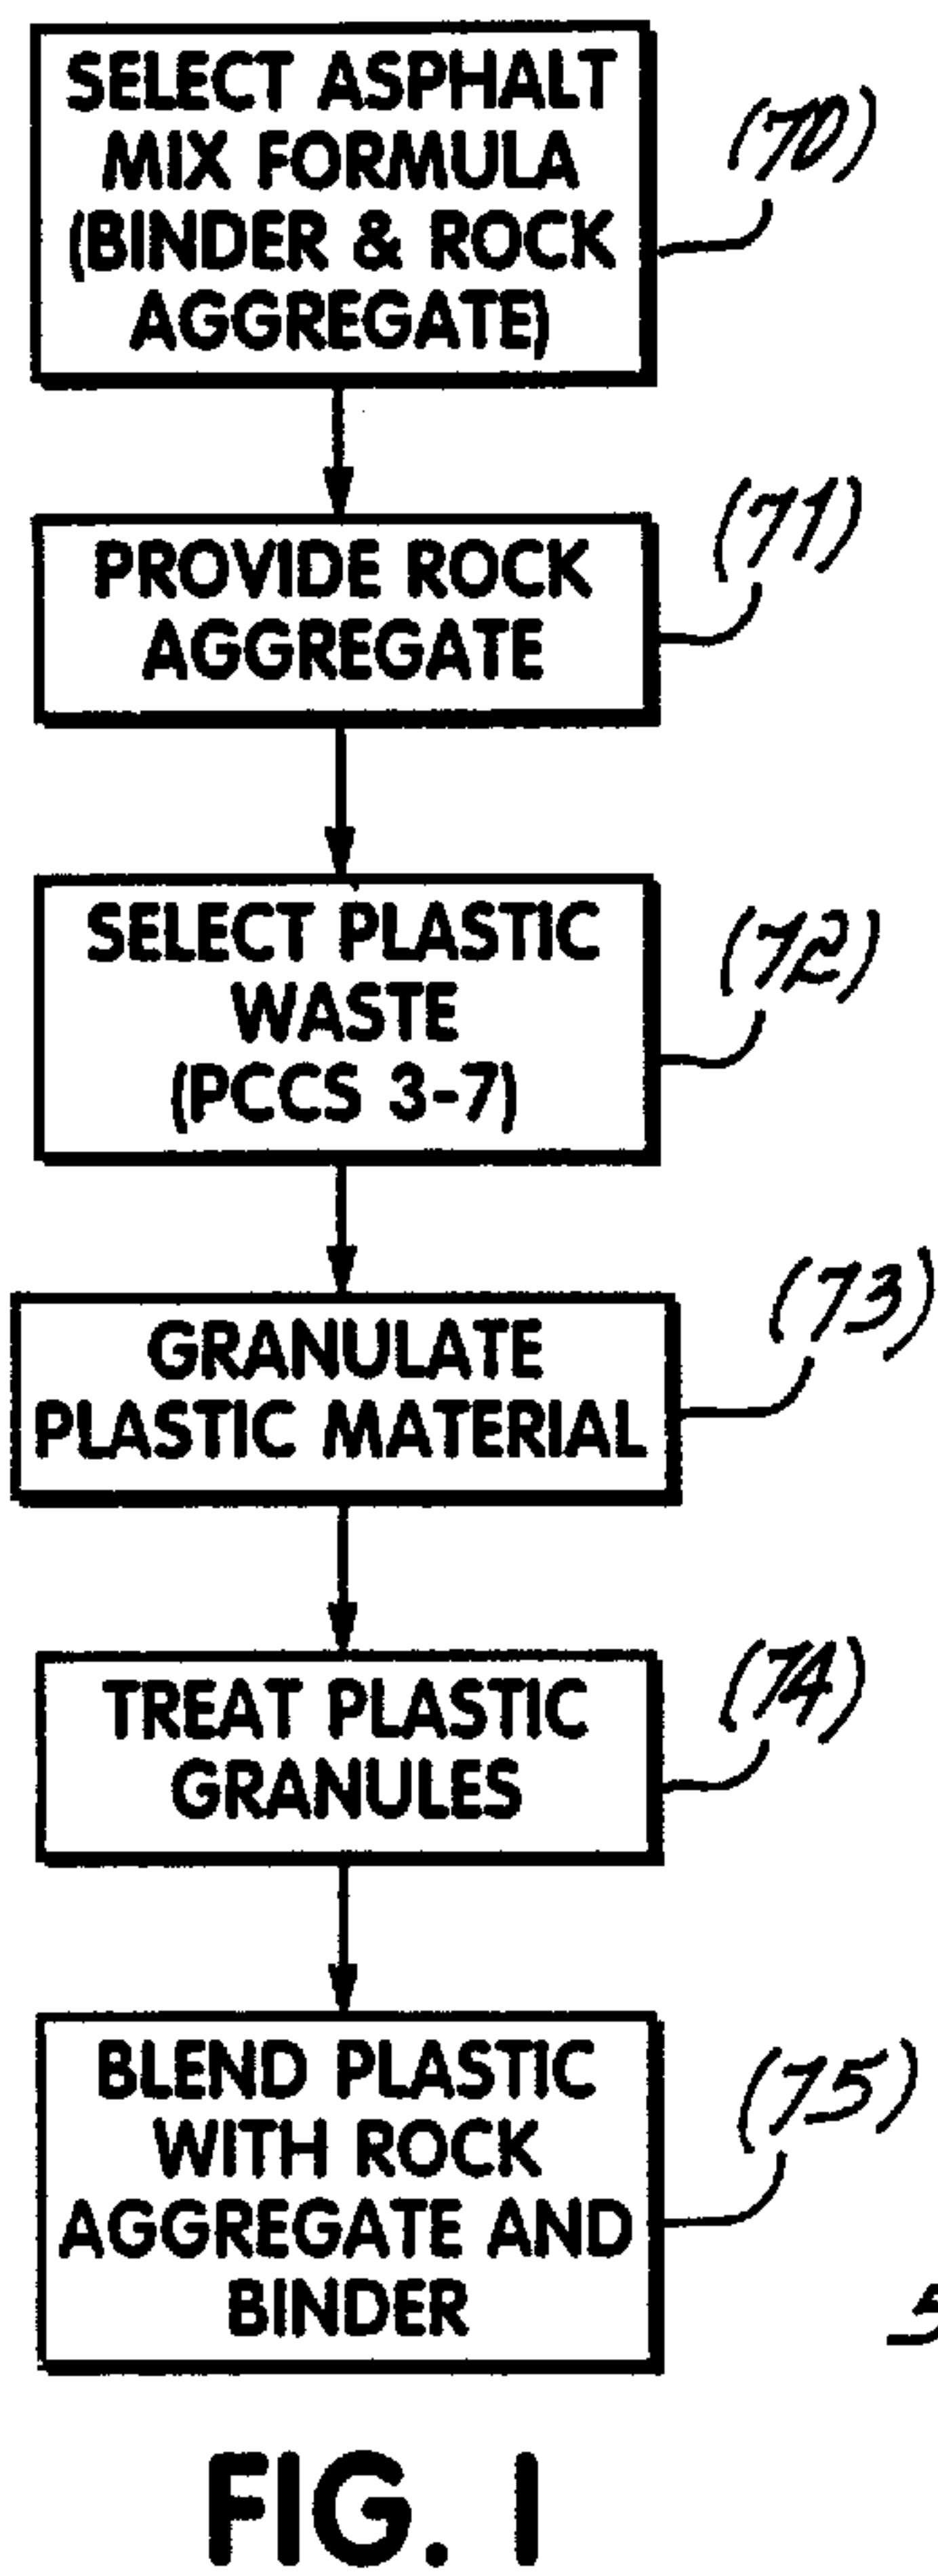 SELECT ASPHALT
MIX FORMULA
(BINDER & ROCK
AGGREGATE)
(70)
PROVIDE ROCK
AGGREGATE
(71)
SELECT PLASTIC
WASTE
(PCCS 3-7)
(72)
GRANULATE
PLASTIC MATERIAL
(73)
TREAT PLASTIC
GRANULES
(74)
BLEND PLASTIC
WITH ROCK
AGGREGATE AND
BINDER
(75)
FIG. 1